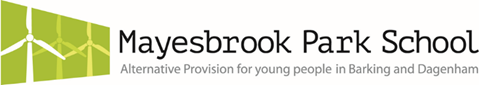 Mayesbrook Park School
Alternative Provision for young people in Barking and Dagenham